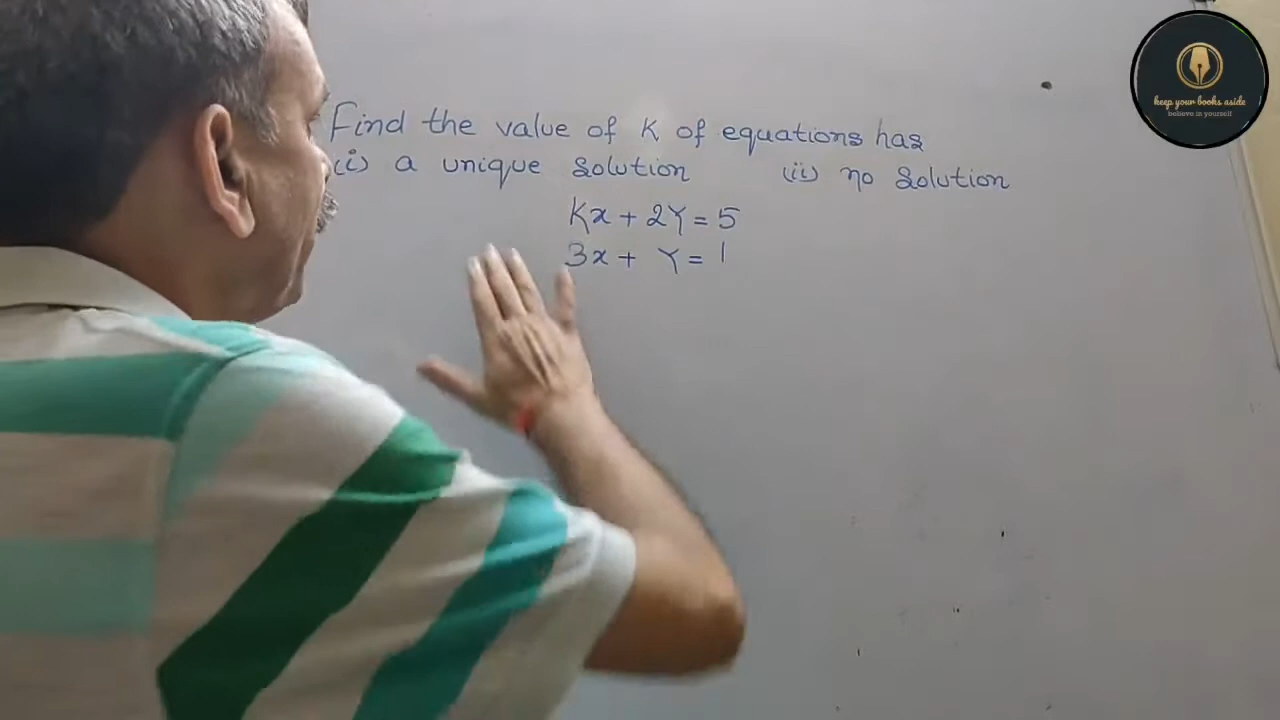 Find the value of K of equations has
(i) a unique solution (ii) no solution
Kx + 2Y = 5
3x + Y = 1
keep your books aside
believe in yourself